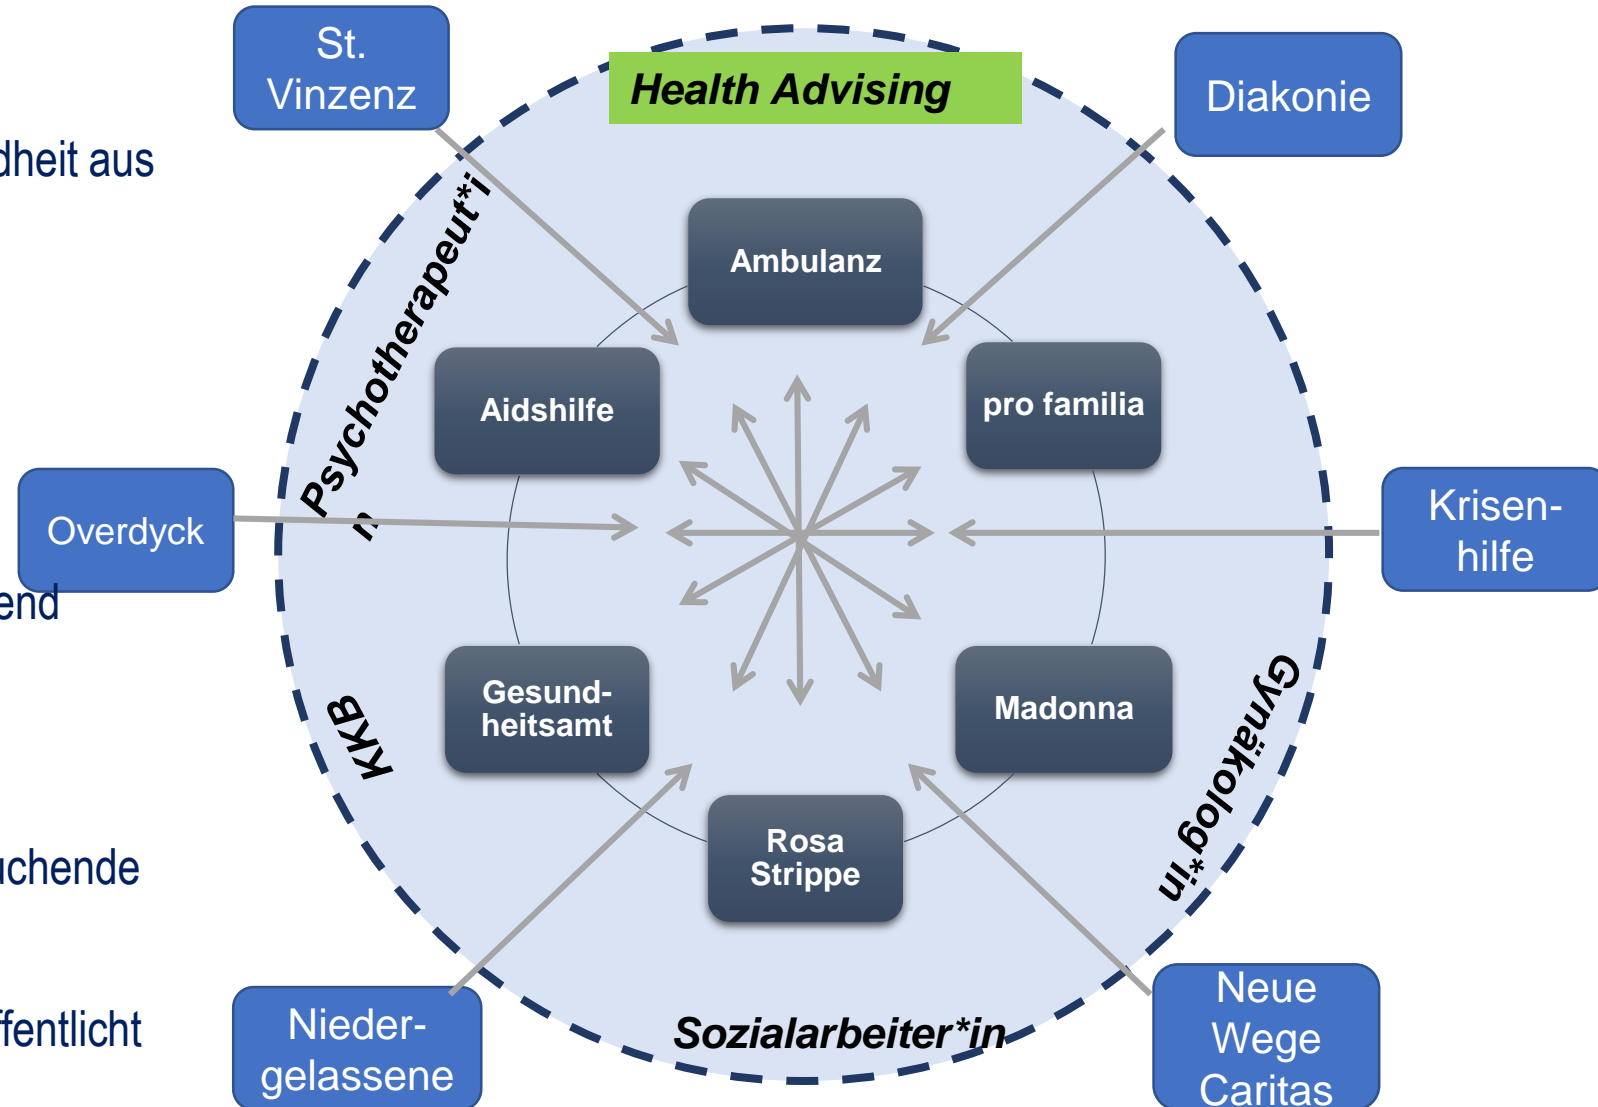 St.
Vinzenz
Health Advising
Diakonie
dheit aus
Psychotherapeut*i
n
Ambulanz
Aidshilfe
pro familia
Overdyck
Krisen-
hilfe
end
KKB
Gesund-
heitsamt
Madonna
Gynäkolog*in
Rosa
Strippe
uchende
ffentlicht
Nieder-
gelassene
Sozialarbeiter*in
Neue
Wege
Caritas